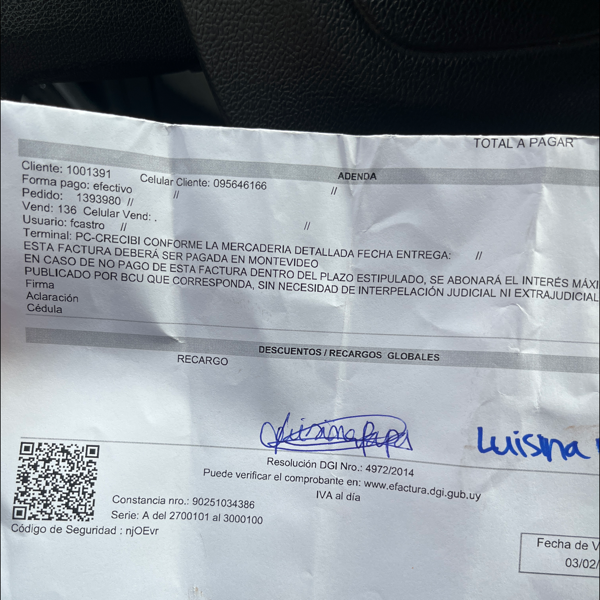 TOTAL A PAGAR
ADENDA
Cliente: 1001391 Celular Cliente: 095646166 //
Forma pago: efectivo //
Pedido: 1393980 //
Vend: 136 Celular Vend: . //
Usuario: fcastro //
Terminal: PC-CRECIBI CONFORME LA MERCADERIA DETALLADA FECHA ENTREGA: //
ESTA FACTURA DEBERÁ SER PAGADA EN MONTEVIDEO
EN CASO DE NO PAGO DE ESTA FACTURA DENTRO DEL PLAZO ESTIPULADO, SE ABONARÁ EL INTERÉS MÁXI
PUBLICADO POR BCU QUE CORRESPONDA, SIN NECESIDAD DE INTERPELACIÓN JUDICIAL NI EXTRAJUDICIAL
Firma
Aclaración
Cédula
DESCUENTOS / RECARGOS GLOBALES
RECARGO
Luisina
Resolución DGI Nro.: 4972/2014
Puede verificar el comprobante en: www.efactura.dgi.gub.uy
IVA al día
Constancia nro.: 90251034386
Serie: A del 2700101 al 3000100
Código de Seguridad : njOEvr
Fecha de V
03/02/